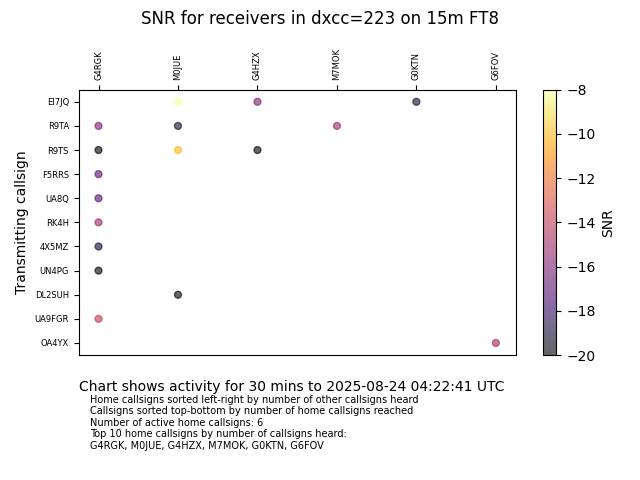 SNR for receivers in dxcc=223 on 15m FT8
G4RGK M0JUE G4HZX M7MOK G0KTN G6FOV
Transmitting callsign
EI7JQ
R9TA
R9TS
F5RRS
UA8Q
RK4H
4X5MZ
UN4PG
DL2SUH
UA9FGR
OA4YX
−8
−10
−12
−14
−16
−18
−20
SNR
Chart shows activity for 30 mins to 2025-08-24 04:22:41 UTC
Home callsigns sorted left-right by number of other callsigns heard
Callsigns sorted top-bottom by number of home callsigns reached
Number of active home callsigns: 6
Top 10 home callsigns by number of callsigns heard:
G4RGK, M0JUE, G4HZX, M7MOK, G0KTN, G6FOV